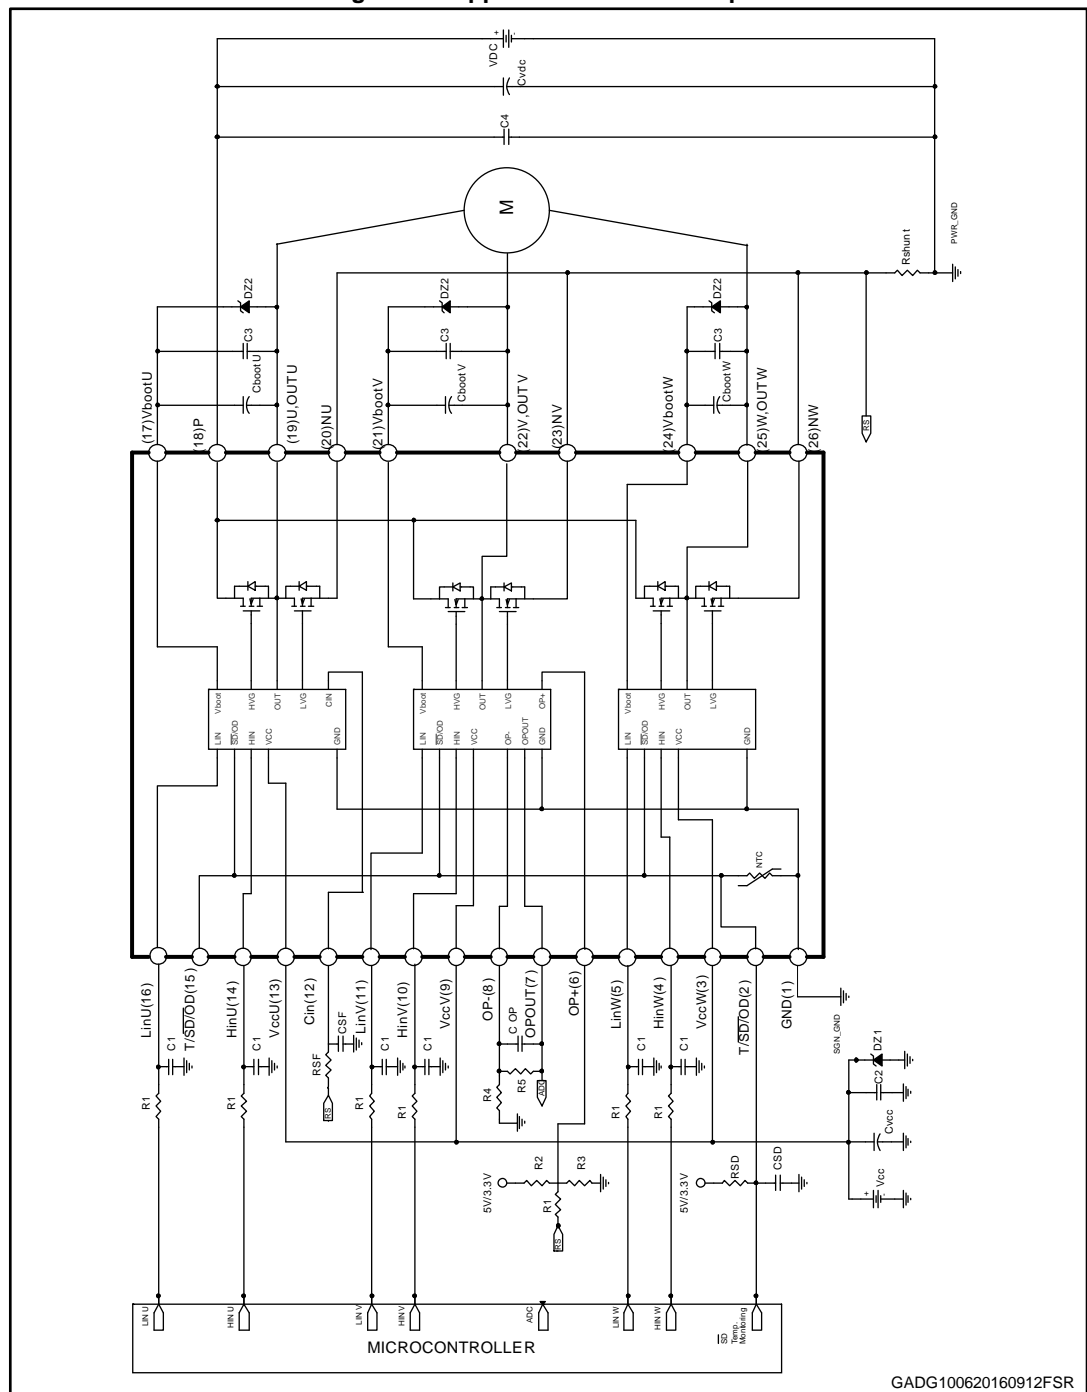 VDC
+
-
Cvdc
C4
M
PWR_GND
Rshunt
DZ2
C3
CbootU
DZ2
C3
CbootV
DZ2
C3
CbootW
RS
(17)VbootU
(18)P
(19)U,OUTU
(20)NU
(21)VbootV
(22)V,OUTV
(23)NV
(24)VbootW
(25)W,OUTW
(26)NW
Vboot
HVG
OUT
LVG
CIN
LIN
SD/OD
HIN
VCC
GND
Vboot
HVG
OUT
LVG
OP+
LIN
SD/OD
HIN
VCC
OP-
OPOUT
GND
Vboot
HVG
OUT
LVG
LIN
SD/OD
HIN
VCC
GND
NTC
LinU(16)
T/SD/OD(15)
HinU(14)
VccU(13)
Cin(12)
LinV(11)
HinV(10)
VccV(9)
OP-(8)
OPOUT(7)
OP+(6)
LinW(5)
HinW(4)
VccW(3)
T/SD/OD(2)
GND(1)
SGN_GND
C1
C1
CSF
C1
C1
C OP
C1
C1
R1
R1
RSF
RS
R1
R1
R4
R5
ADC
R1
R1
DZ1
C2
Cvcc
Vcc
+
-
5V/3.3V
R2
R3
R1
RS
5V/3.3V
RSD
CSD
LIN U
HIN U
LIN V
HIN V
ADC
LIN W
HIN W
SD
Temp.
Monitoring
MICROCONTROLLER
GADG100620160912FSR